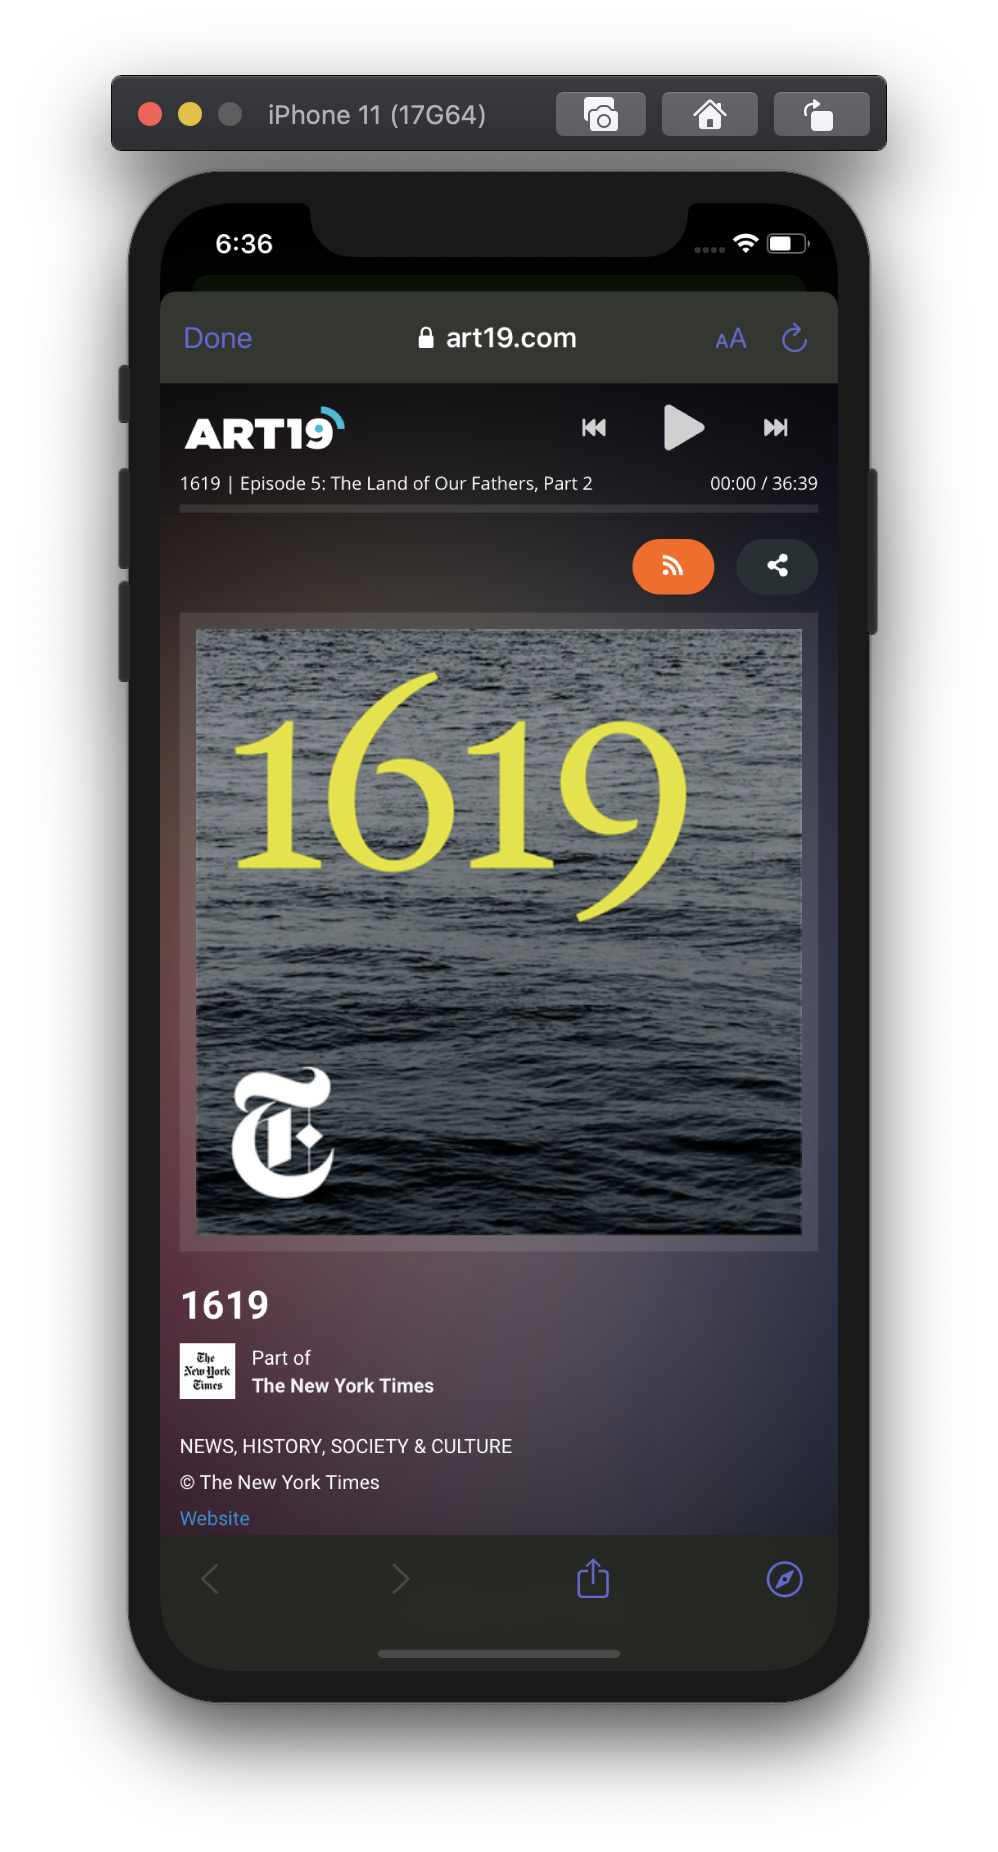 iPhone 11 (17G64)
6:36
Done
art19.com
AA
ART19
1619 | Episode 5: The Land of Our Fathers, Part 2
00:00 / 36:39
1619
T
1619
The
New York
Times
Part of
The New York Times
NEWS, HISTORY, SOCIETY & CULTURE
© The New York Times
Website